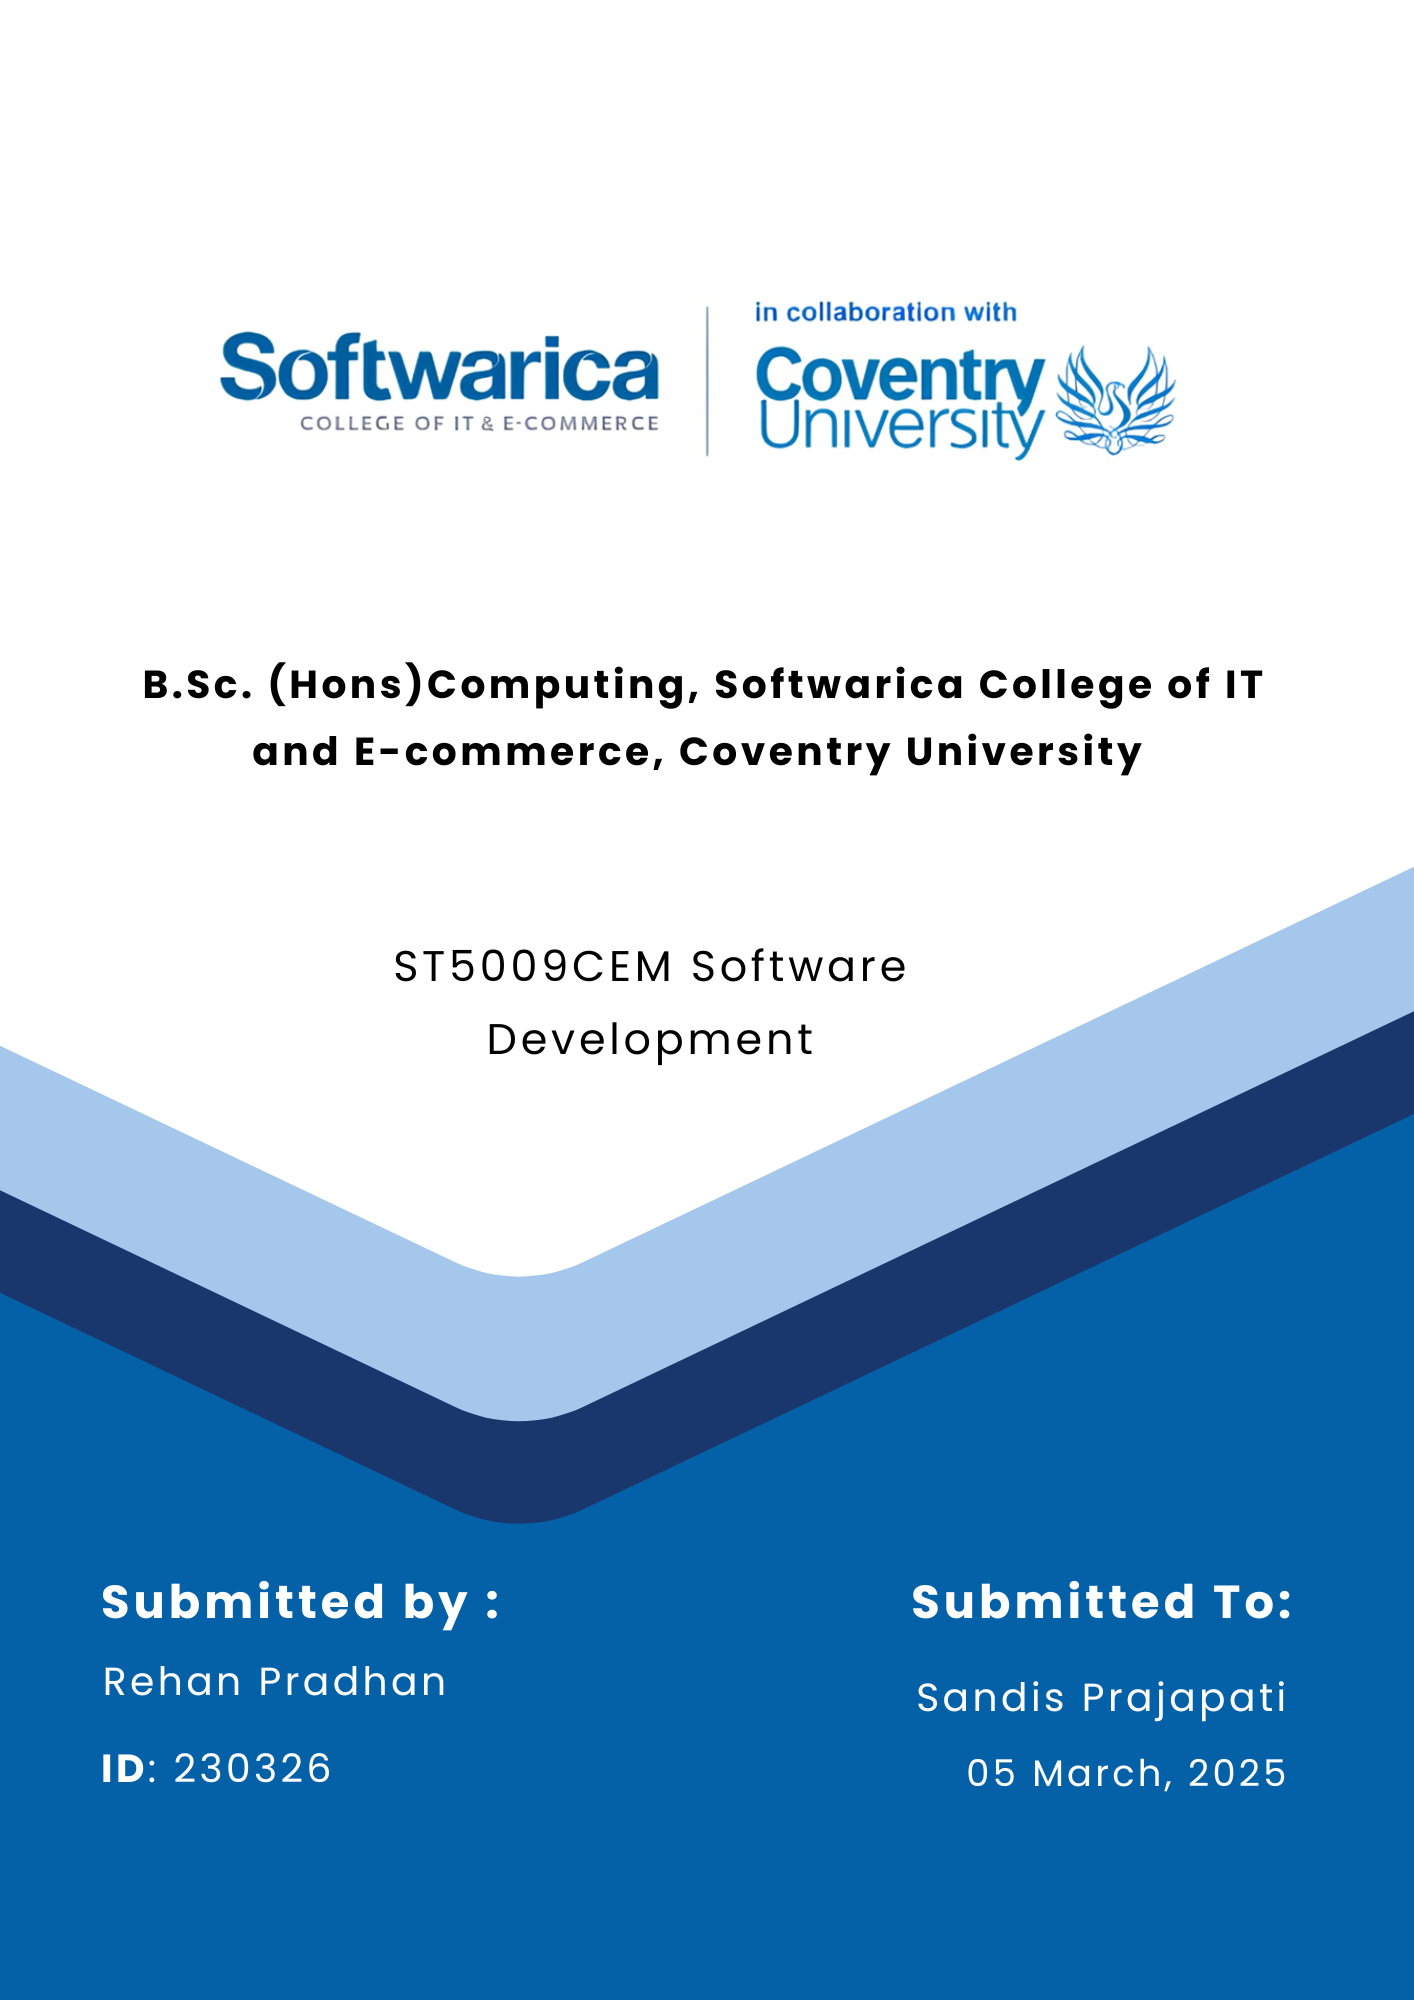 in collaboration with
Softwarica
COLLEGE OF IT & E-COMMERCE
Coventry
University
B.Sc. (Hons)Computing, Softwarica College of IT
and E-commerce, Coventry University
ST5009CEM Software
Development
Submitted by :
Rehan Pradhan
ID: 230326
Submitted To:
Sandis Prajapati
05 March, 2025